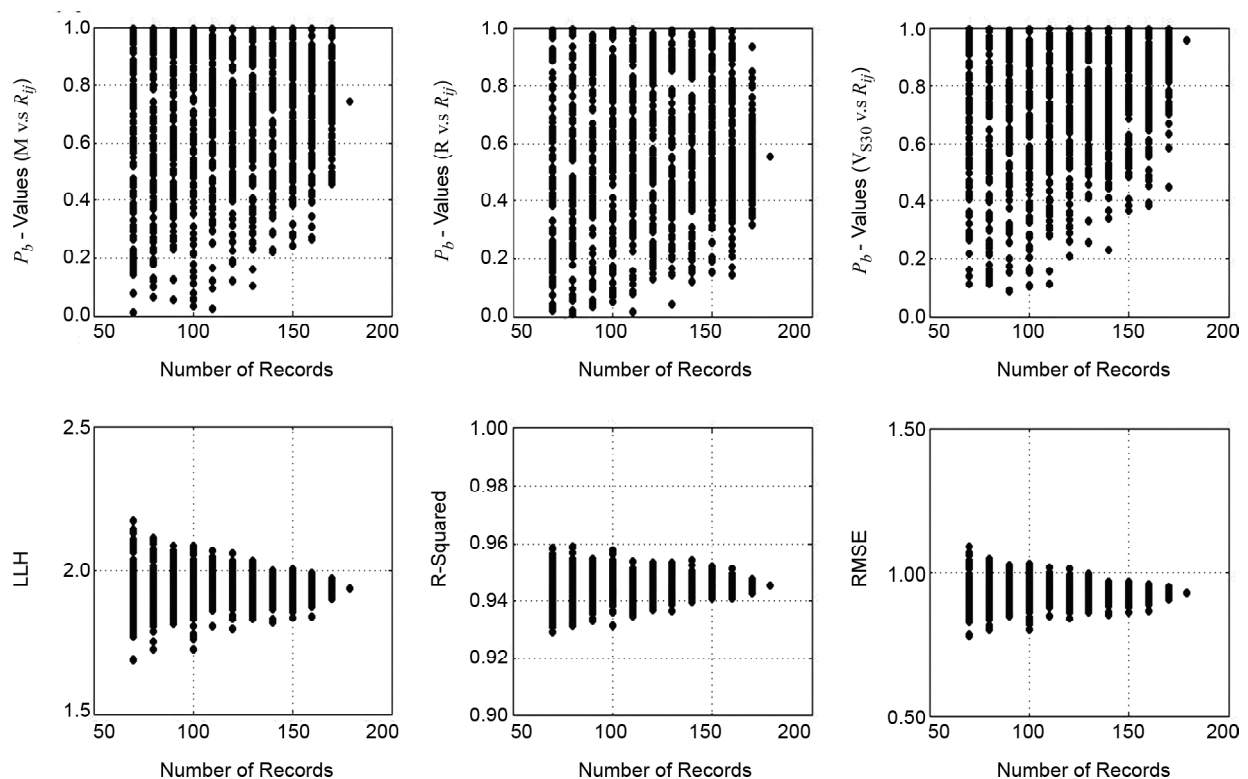 P_b - Values (M v.s R_ij)
1.0
0.8
0.6
0.4
0.2
0.0
50 100 150 200
Number of Records
P_b - Values (R v.s R_ij)
1.0
0.8
0.6
0.4
0.2
0.0
50 100 150 200
Number of Records
P_b - Values (V_S30 v.s R_ij)
1.0
0.8
0.6
0.4
0.2
0.0
50 100 150 200
Number of Records
LLH
2.5
2.0
1.5
50 100 150 200
Number of Records
R-Squared
1.00
0.98
0.96
0.94
0.92
0.90
50 100 150 200
Number of Records
RMSE
1.50
1.00
0.50
50 100 150 200
Number of Records